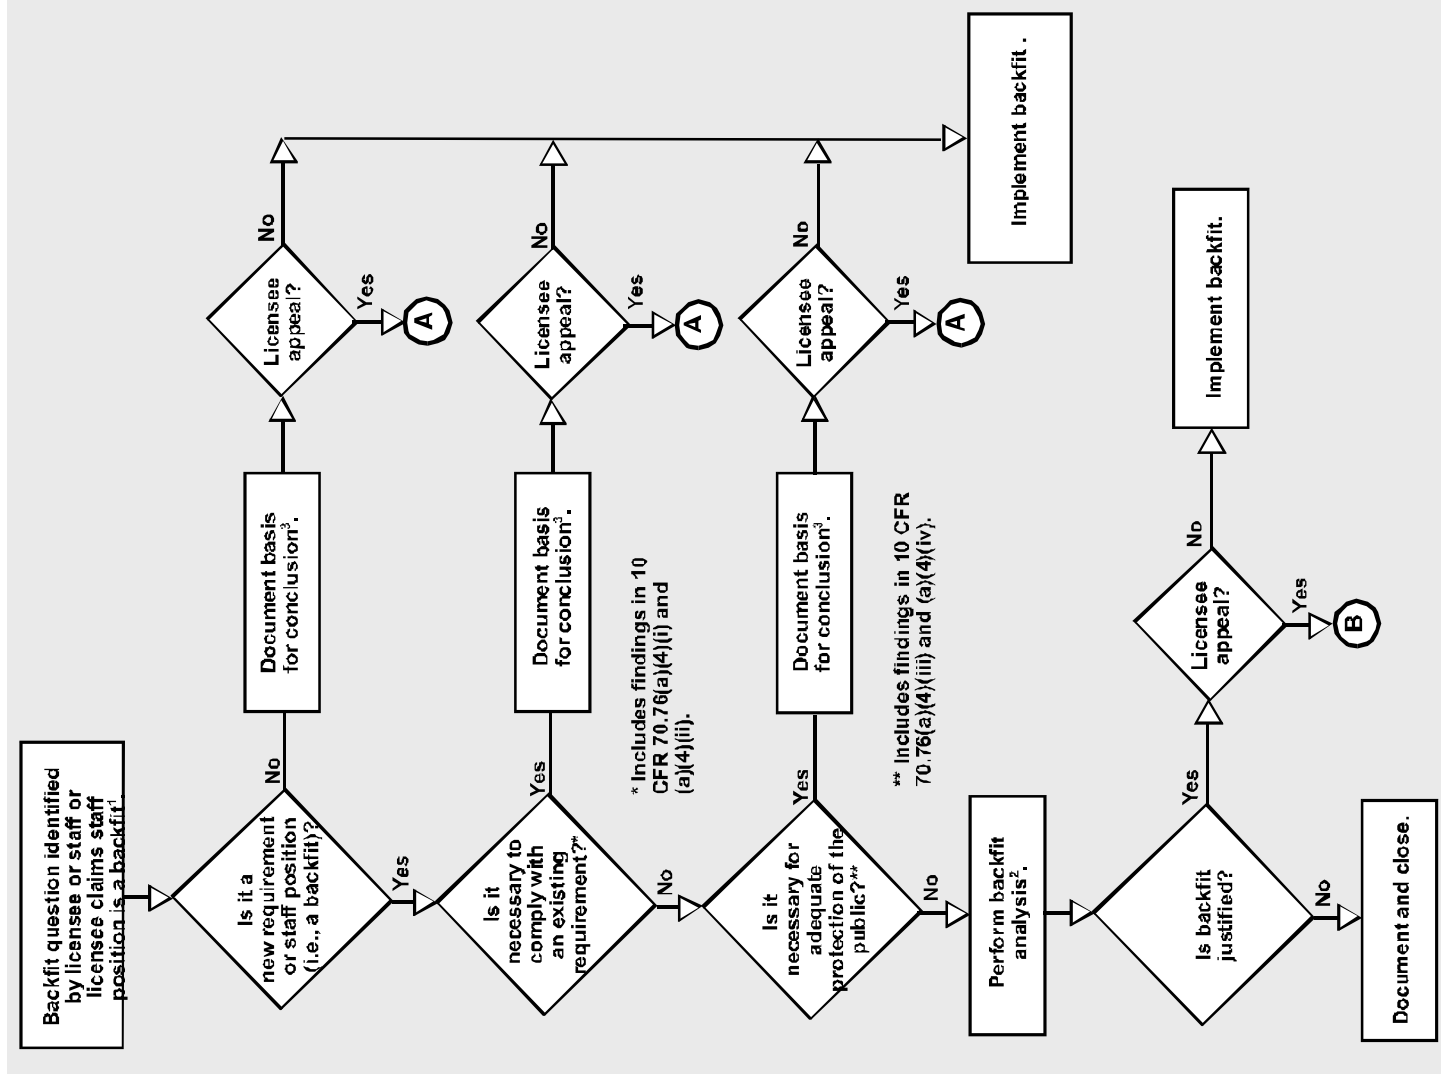 Backfit question identified
by licensee or staff or
licensee claims staff
position is a backfit¹.
Is it a
new requirement
or staff position
(i.e., a backfit)?
No
Document basis
for conclusion³.
Licensee
appeal?
No
Yes
A
Yes
Is it
necessary to
comply with
an existing
requirement?*
Yes
Document basis
for conclusion³.
Licensee
appeal?
No
Yes
A
* Includes findings in 10
CFR 70.76(a)(4)(i) and
(a)(4)(ii).
No
Is it
necessary for
adequate
protection of the
public?**
Yes
Document basis
for conclusion³.
Licensee
appeal?
No
Yes
A
** Includes findings in 10 CFR
70.76(a)(4)(iii) and (a)(4)(iv).
Implement backfit .
No
Perform backfit
analysis².
Is backfit
justified?
Yes
Licensee
appeal?
No
Implement backfit.
Yes
B
No
Document and close.